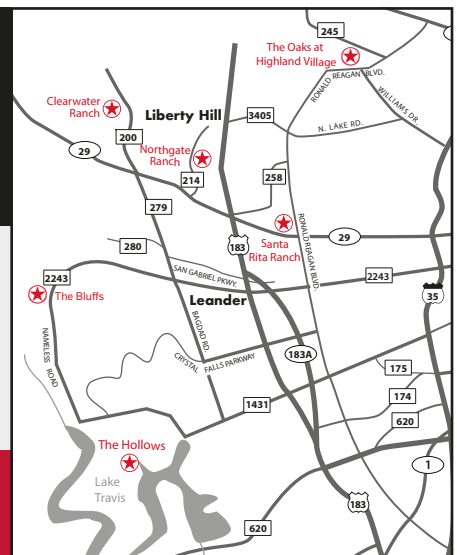 245
The Oaks at
Highland Village
RONALD REAGAN BLVD.
WILLIAMS DR.
Clearwater
Ranch
Liberty Hill
3405
N. LAKE RD.
200
29
Northgate
Ranch
214
258
279
RONALD REAGAN BLVD.
Santa
Rita Ranch
29
183
280
SAN GABRIEL PKWY.
2243
2243
The Bluffs
Leander
35
BAGDAD RD.
NAMELESS ROAD
CRYSTAL FALLS PARKWAY
183A
175
174
1431
620
The Hollows
1
Lake
Travis
183
620